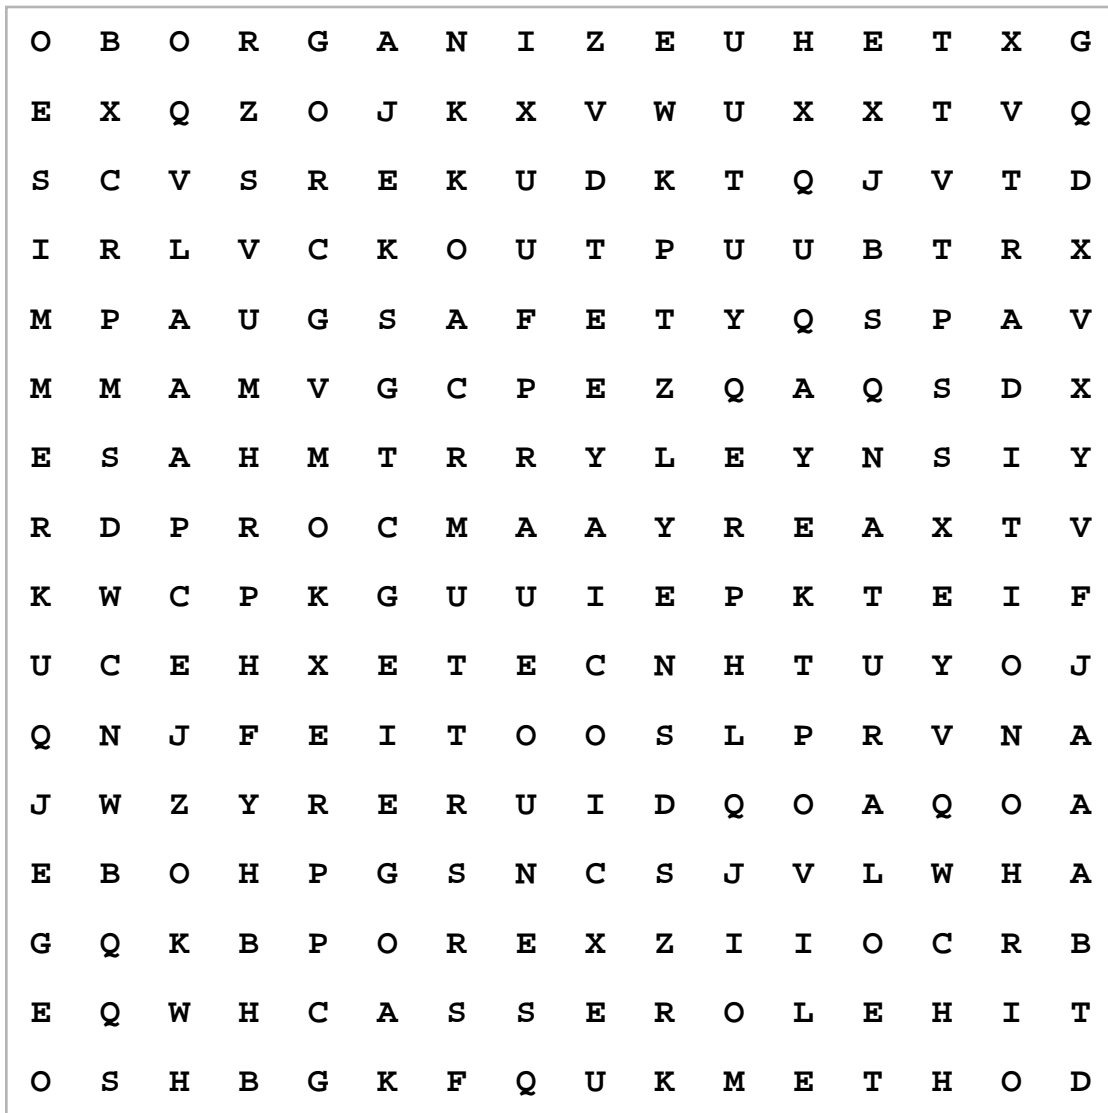 O B O R G A N I Z E U H E T X G
E X Q Z O J K X V W U X X T V Q
S C V S R E K U D K T Q J V T D
I R L V C K O U T P U U B T R X
M P A U G S A F E T Y Q S P A V
M M A M V G C P E Z Q A Q S D X
E S A H M T R R Y L E Y N S I Y
R D P R O C M A A Y R E A X T V
K W C P K G U U I E P K T E I F
U C E H X E T E C N H T U Y O J
Q N J F E I T O O S L P R V N A
J W Z Y R E R U I D Q O A Q O A
E B O H P G S N C S J V L W H A
G Q K B P O R E X Z I I O C R B
E Q W H C A S S E R O L E H I T
O S H B G K F Q U K M E T H O D